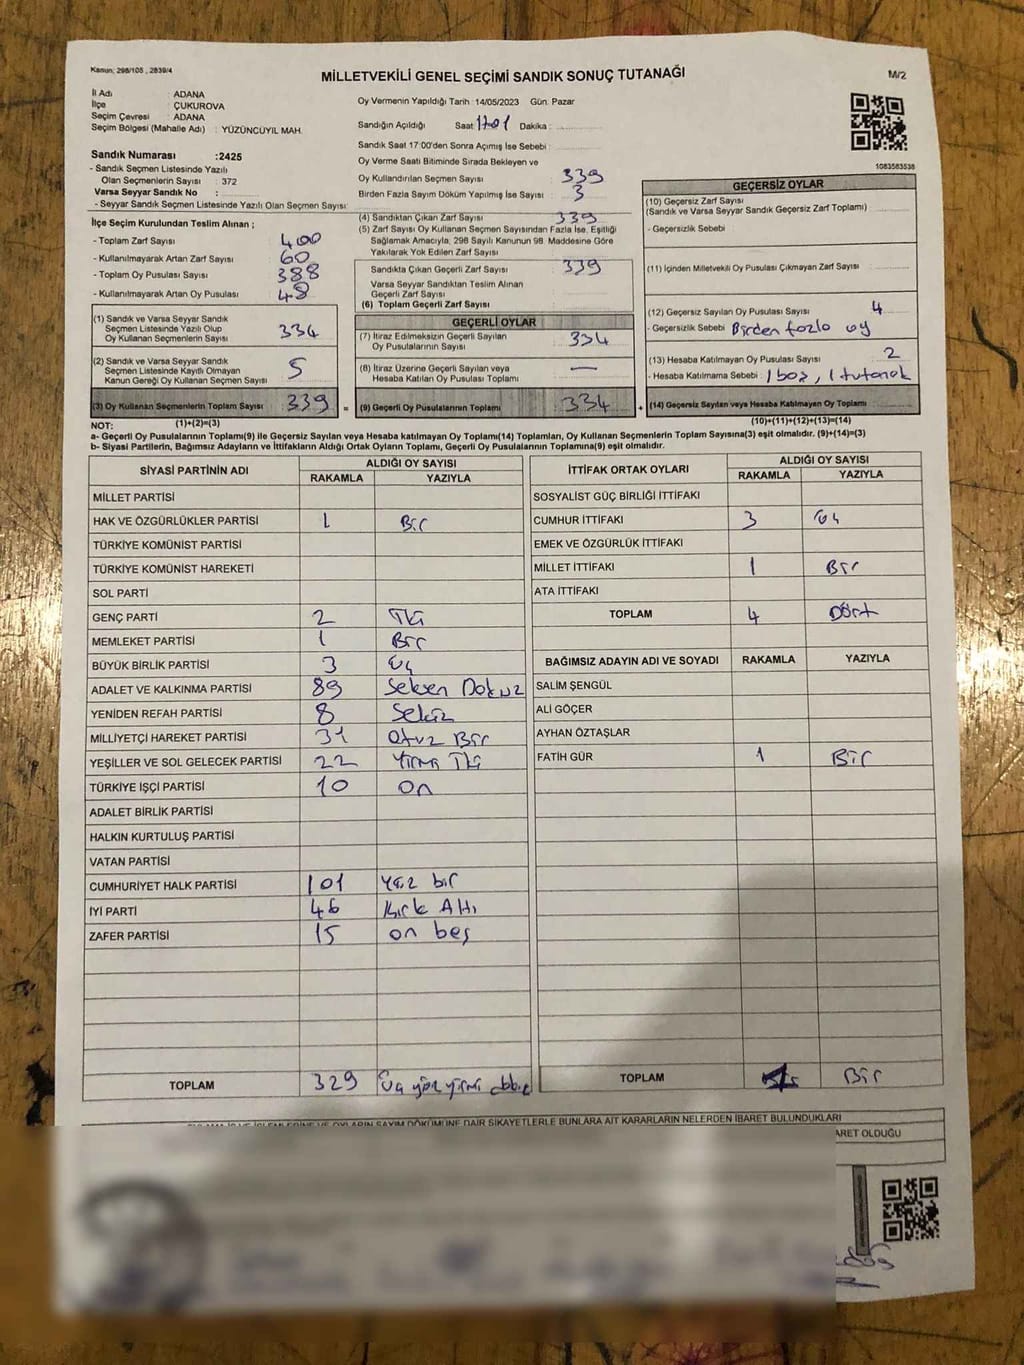 Kanun; 298/105 , 2839/4
MİLLETVEKİLİ GENEL SEÇİMİ SANDIK SONUÇ TUTANAĞI
M/2
İl Adı : ADANA
İlçe : ÇUKUROVA
Seçim Çevresi : ADANA
Seçim Bölgesi (Mahalle Adı) : YÜZÜNCÜYIL MAH.
Sandık Numarası :2425
- Sandık Seçmen Listesinde Yazılı
Olan Seçmenlerin Sayısı : 372
Varsa Seyyar Sandık No :
- Seyyar Sandık Seçmen Listesinde Yazılı Olan Seçmen Sayısı:
Oy Vermenin Yapıldığı Tarih :14/05/2023 Gün: Pazar
Sandığın Açıldığı Saat 1701 Dakika :
Sandık Saat 17:00'den Sonra Açımış İse Sebebi :
Oy Verme Saati Bitiminde Sırada Bekleyen ve
Oy Kullandırılan Seçmen Sayısı 339
Birden Fazla Sayım Döküm Yapılmış İse Sayısı 3
1083583538
İlçe Seçim Kurulundan Teslim Alınan ;
- Toplam Zarf Sayısı 400
- Kullanılmayarak Artan Zarf Sayısı 60
- Toplam Oy Pusulası Sayısı 388
- Kullanılmayarak Artan Oy Pusulası 48
(1) Sandık ve Varsa Seyyar Sandık
Seçmen Listesinde Yazılı Olup
Oy Kullanan Seçmenlerin Sayısı 334
(2) Sandık ve Varsa Seyyar Sandık
Seçmen Listesinde Kayıtlı Olmayan
Kanun Gereği Oy Kullanan Seçmen Sayısı 5
(3) Oy Kullanan Seçmenlerin Toplam Sayısı 339 =
(4) Sandıktan Çıkan Zarf Sayısı 339
(5) Zarf Sayısı Oy Kullanan Seçmen Sayısından Fazla İse, Eşitliği
Sağlamak Amacıyla, 298 Sayılı Kanunun 98. Maddesine Göre
Yakılarak Yok Edilen Zarf Sayısı
Sandıkta Çıkan Geçerli Zarf Sayısı 339
Varsa Seyyar Sandıktan Teslim Alınan
Geçerli Zarf Sayısı
(6) Toplam Geçerli Zarf Sayısı
GEÇERLİ OYLAR
(7) İtiraz Edilmeksizin Geçerli Sayılan
Oy Pusulalarının Sayısı 334
(8) İtiraz Üzerine Geçerli Sayılan veya
Hesaba Katılan Oy Pusulası Toplamı —
(9) Geçerli Oy Pusulalarının Toplamı 334 +
GEÇERSİZ OYLAR
(10) Geçersiz Zarf Sayısı
(Sandık ve Varsa Seyyar Sandık Geçersiz Zarf Toplamı)
- Geçersizlik Sebebi
(11) İçinden Milletvekili Oy Pusulası Çıkmayan Zarf Sayısı
(12) Geçersiz Sayılan Oy Pusulası Sayısı 4
- Geçersizlik Sebebi Birden fazla oy
(13) Hesaba Katılmayan Oy Pusulası Sayısı 2
- Hesaba Katılmama Sebebi 1 boş, 1 tutanak
(14) Geçersiz Sayılan veya Hesaba Katılmayan Oy Toplamı
NOT: (1)+(2)=(3) (10)+(11)+(12)+(13)=(14)
a- Geçerli Oy Pusulalarının Toplamı(9) ile Geçersiz Sayılan veya Hesaba katılmayan Oy Toplamı(14) Toplamları, Oy Kullanan Seçmenlerin Toplam Sayısına(3) eşit olmalıdır. (9)+(14)=(3)
b- Siyasi Partilerin, Bağımsız Adayların ve İttifakların Aldığı Ortak Oyların Toplamı, Geçerli Oy Pusulalarının Toplamına(9) eşit olmalıdır.
SİYASİ PARTİNİN ADI ALDIĞI OY SAYISI
RAKAMLA YAZIYLA
MİLLET PARTİSİ
HAK VE ÖZGÜRLÜKLER PARTİSİ 1 Bir
TÜRKİYE KOMÜNİST PARTİSİ
TÜRKİYE KOMÜNİST HAREKETİ
SOL PARTİ
GENÇ PARTİ 2 İki
MEMLEKET PARTİSİ 1 Bir
BÜYÜK BİRLİK PARTİSİ 3 Üç
ADALET VE KALKINMA PARTİSİ 89 Seksen Dokuz
YENİDEN REFAH PARTİSİ 8 Sekiz
MİLLİYETÇİ HAREKET PARTİSİ 31 Otuz Bir
YEŞİLLER VE SOL GELECEK PARTİSİ 22 Yirmi İki
TÜRKİYE İŞÇİ PARTİSİ 10 On
ADALET BİRLİK PARTİSİ
HALKIN KURTULUŞ PARTİSİ
VATAN PARTİSİ
CUMHURİYET HALK PARTİSİ 101 Yüz bir
İYİ PARTİ 46 Kırk Altı
ZAFER PARTİSİ 15 on beş
TOPLAM 329 Üç yüz yirmi
İTTİFAK ORTAK OYLARI ALDIĞI OY SAYISI
RAKAMLA YAZIYLA
SOSYALİST GÜÇ BİRLİĞİ İTTİFAKI
CUMHUR İTTİFAKI 3 Üç
EMEK VE ÖZGÜRLÜK İTTİFAKI
MİLLET İTTİFAKI 1 Bir
ATA İTTİFAKI
TOPLAM 4 Dört
BAĞIMSIZ ADAYIN ADI VE SOYADI RAKAMLA YAZIYLA
SALİM ŞENGÜL
ALİ GÖÇER
AYHAN ÖZTAŞLAR
FATİH GÜR 1 Bir
TOPLAM Bir
DÖKÜMÜNE DAİR ŞİKAYETLERLE BUNLARA AİT KARARLARIN NELERDEN İBARET BULUNDUKLARI
ARET OLDUĞU